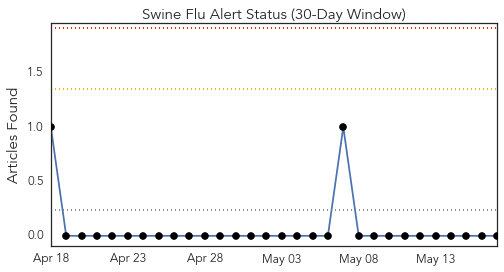 Swine Flu Alert Status (30-Day Window)
Articles Found
1.5
1.0
0.5
0.0
Apr 18 Apr 23 Apr 28 May 03 May 08 May 13